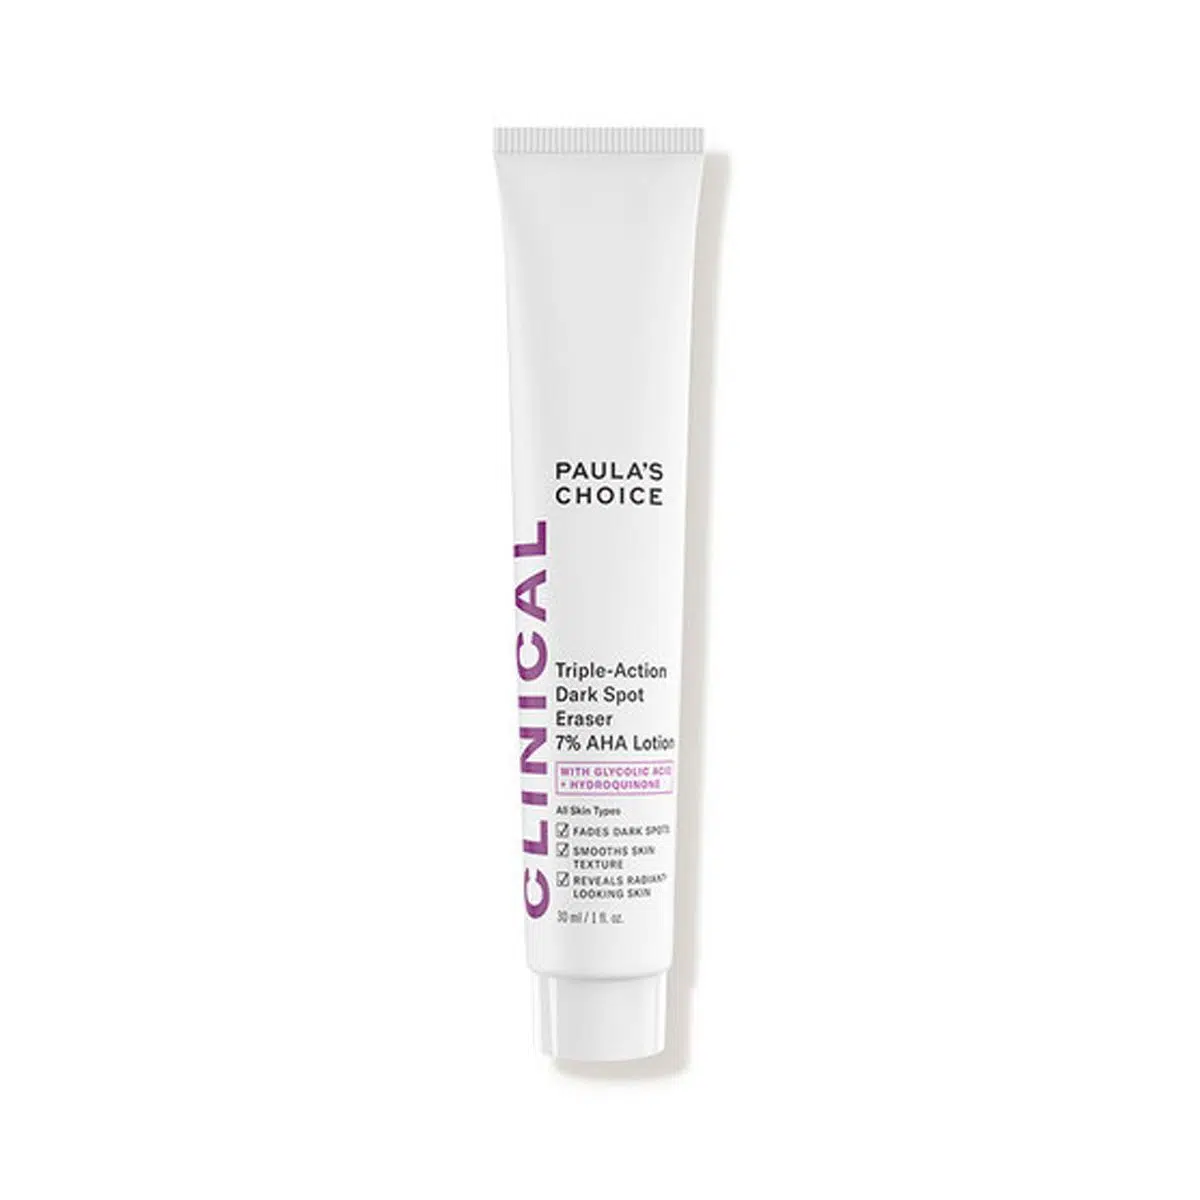 PAULA'S
CHOICE
CLINICAL
Triple-Action
Dark Spot
Eraser
7% AHA Lotion
WITH GLYCOLIC ACID
+ HYDROQUINONE
All Skin Types
☑ FADES DARK SPOTS
☑ SMOOTHS SKIN
TEXTURE
☑ REVEALS RADIANT-
LOOKING SKIN
30 ml / 1 fl. oz.